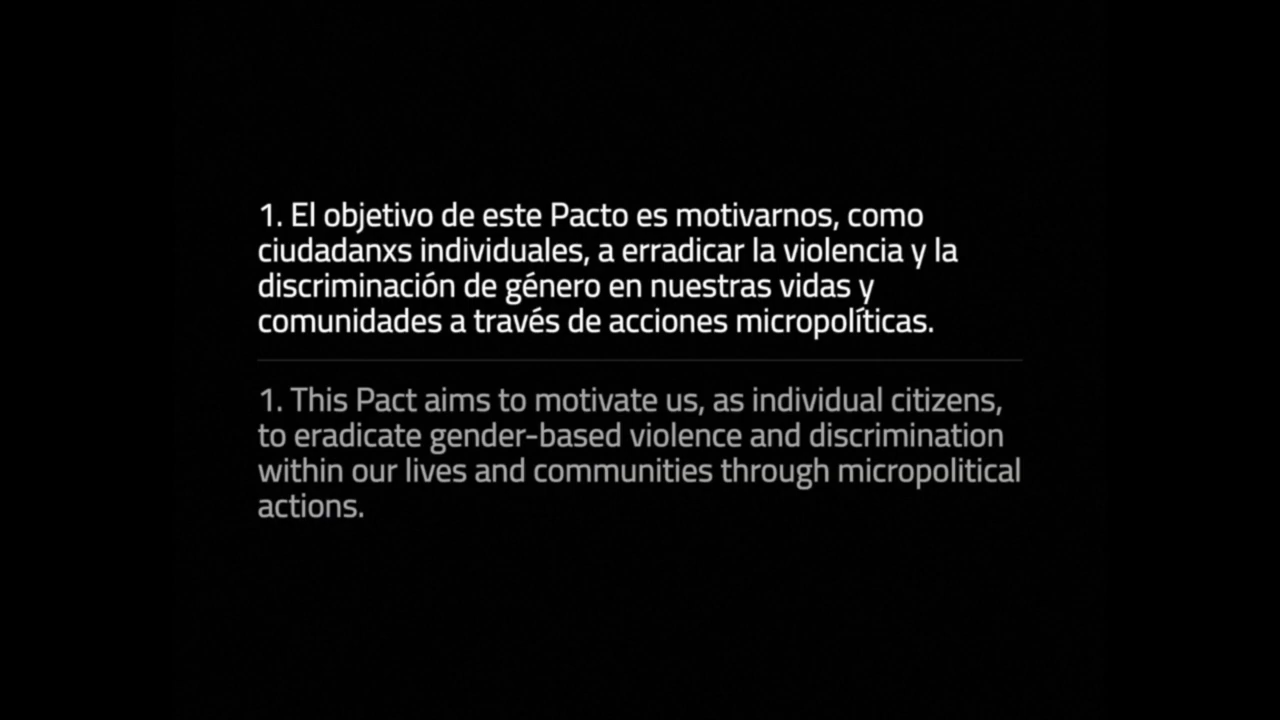 1. El objetivo de este Pacto es motivarnos, como
ciudadanxs individuales, a erradicar la violencia y la
discriminación de género en nuestras vidas y
comunidades a través de acciones micropolíticas.
1. This Pact aims to motivate us, as individual citizens,
to eradicate gender-based violence and discrimination
within our lives and communities through micropolitical
actions.